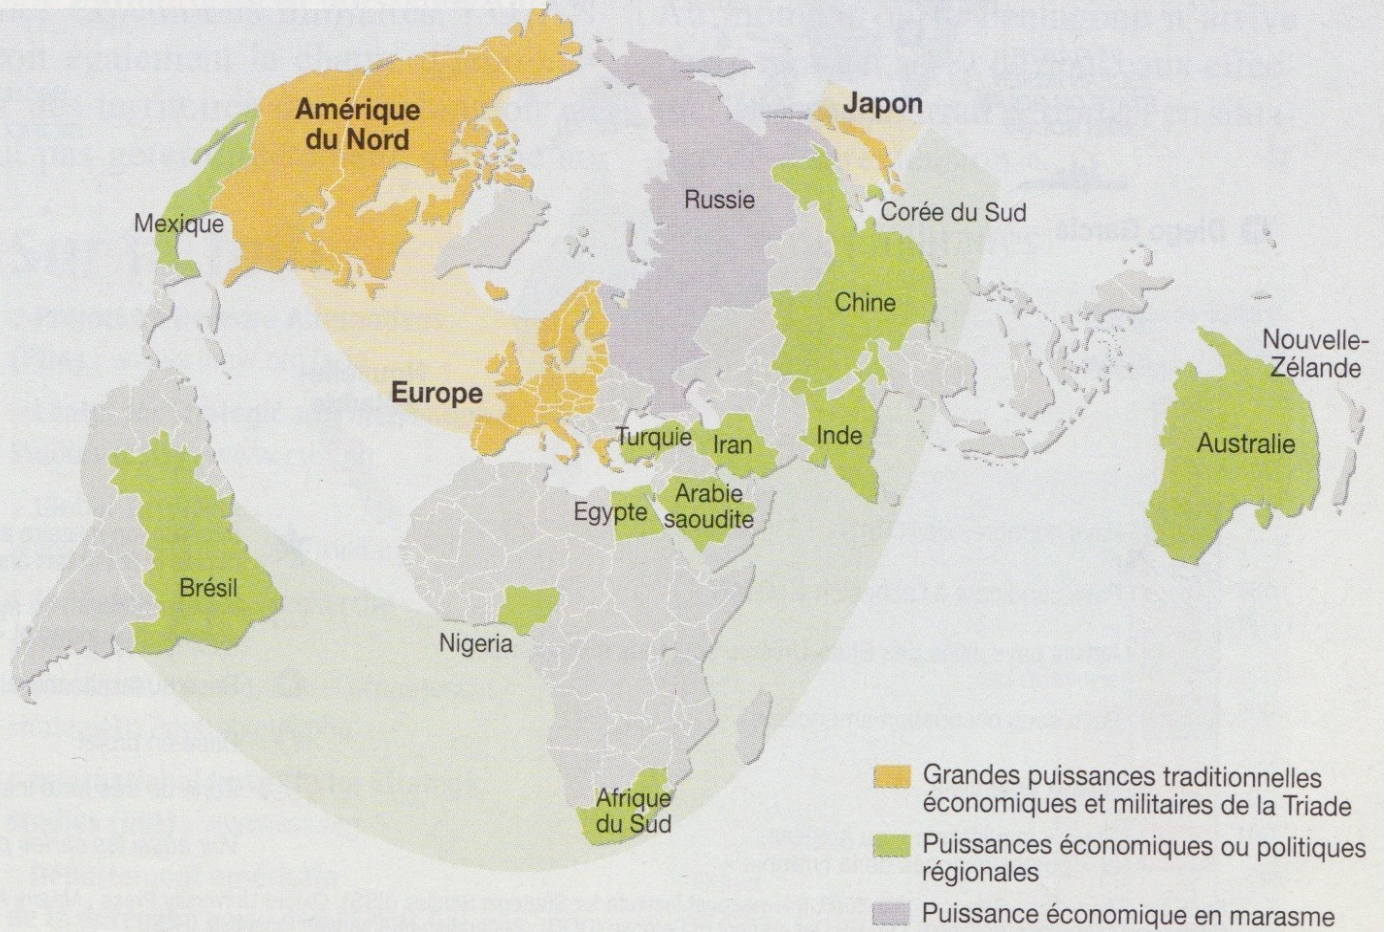 Amérique
du Nord
Japon
Russie
Mexique
Corée du Sud
Chine
Nouvelle-
Zélande
Europe
Turquie
Iran
Inde
Australie
Egypte
Arabie
saoudite
Brésil
Nigeria
Afrique
du Sud
Grandes puissances traditionnelles
économiques et militaires de la Triade
Puissances économiques ou politiques
régionales
Puissance économique en marasme